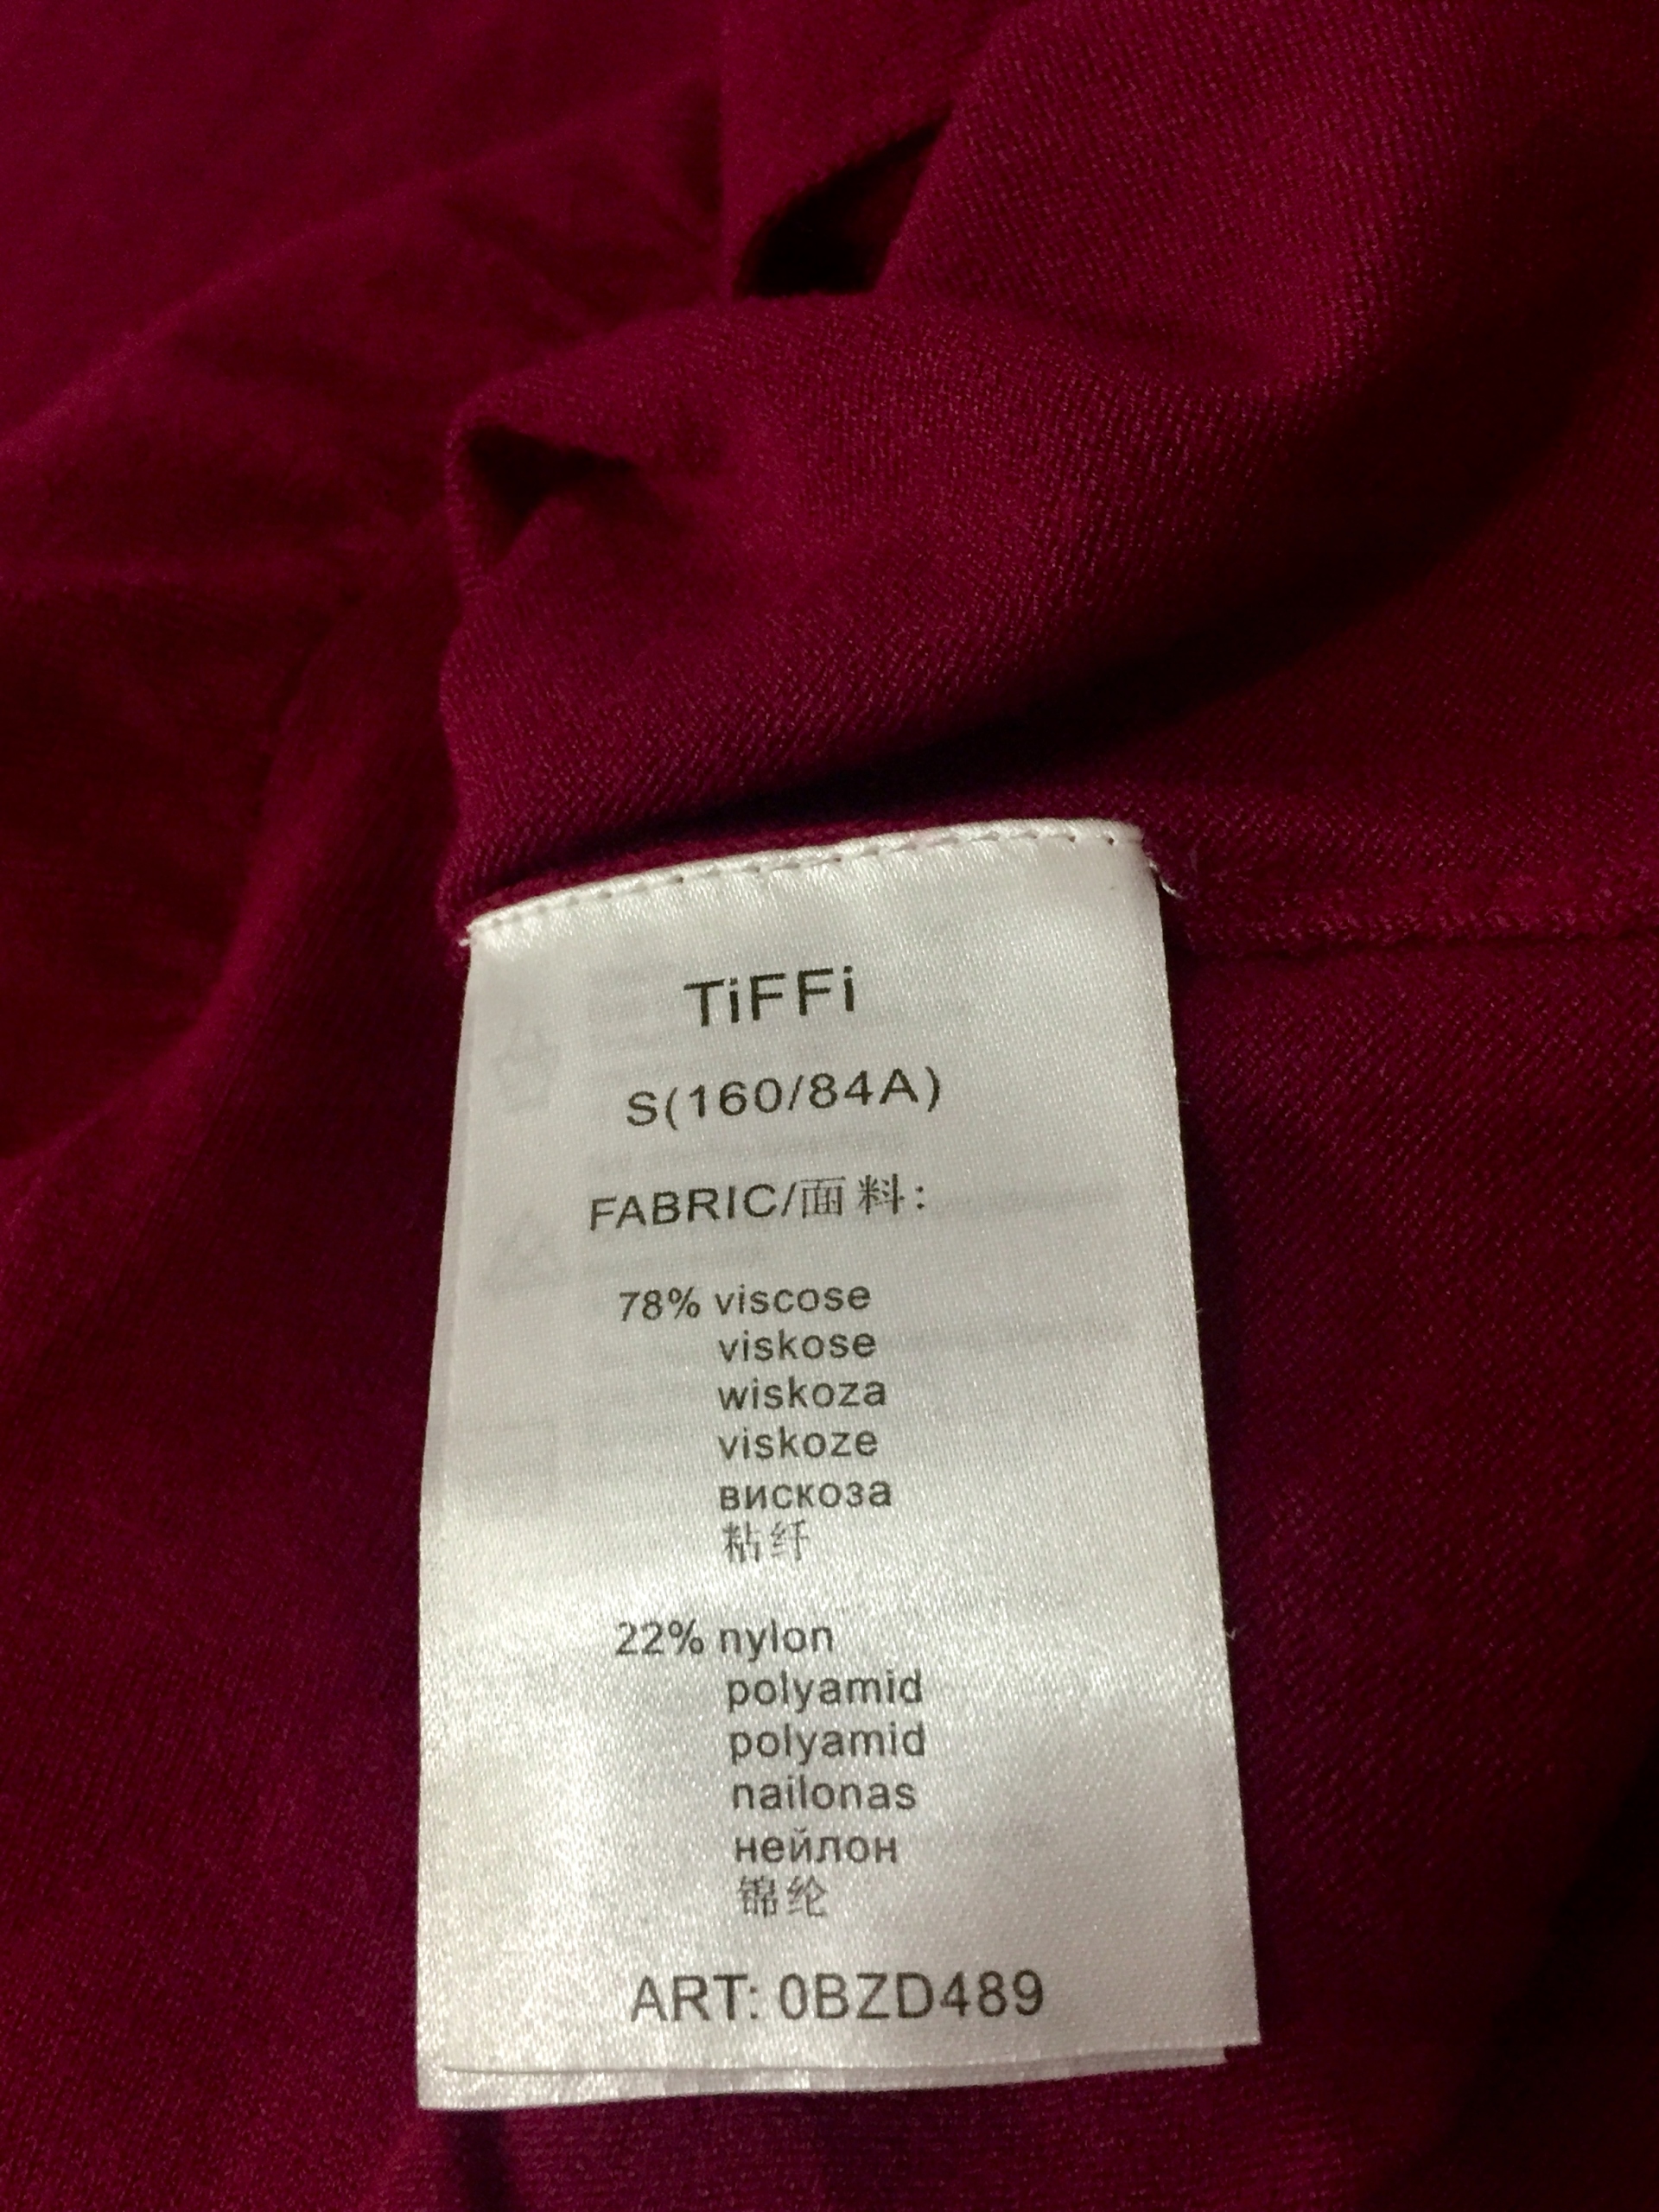 TiFFi
S(160/84A)
FABRIC/面料:
78% viscose
viskose
wiskoza
viskoze
вискоза
粘纤
22% nylon
polyamid
polyamid
nailonas
нейлон
锦纶
ART: 0BZD489